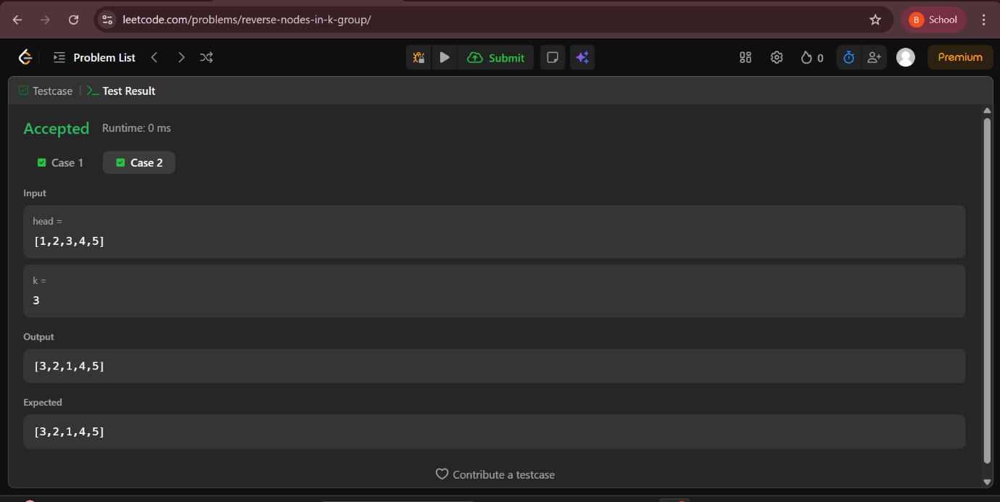 leetcode.com/problems/reverse-nodes-in-k-group/
B School
Problem List
Submit
0
Premium
Testcase
Test Result
Accepted Runtime: 0 ms
Case 1
Case 2
Input
head =
[1,2,3,4,5]
k =
3
Output
[3,2,1,4,5]
Expected
[3,2,1,4,5]
Contribute a testcase